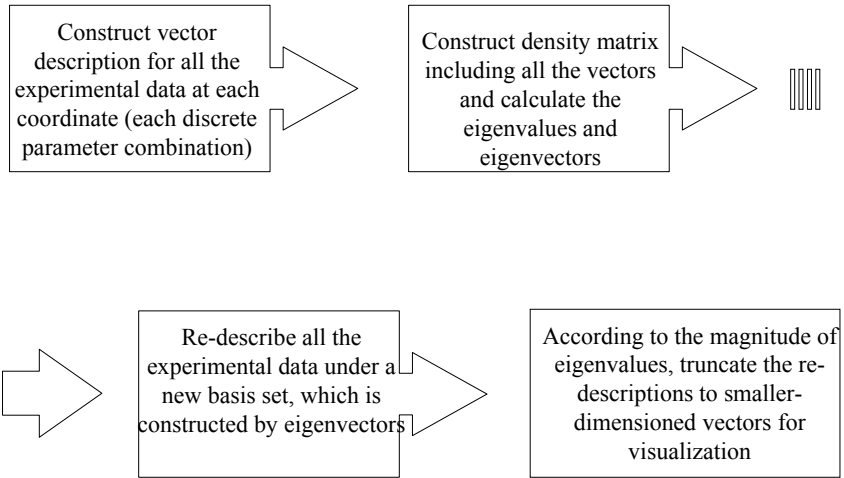 Construct vector
description for all the
experimental data at each
coordinate (each discrete
parameter combination)
Construct density matrix
including all the vectors
and calculate the
eigenvalues and
eigenvectors
Re-describe all the
experimental data under a
new basis set, which is
constructed by eigenvectors
According to the magnitude of
eigenvalues, truncate the re-
descriptions to smaller-
dimensioned vectors for
visualization